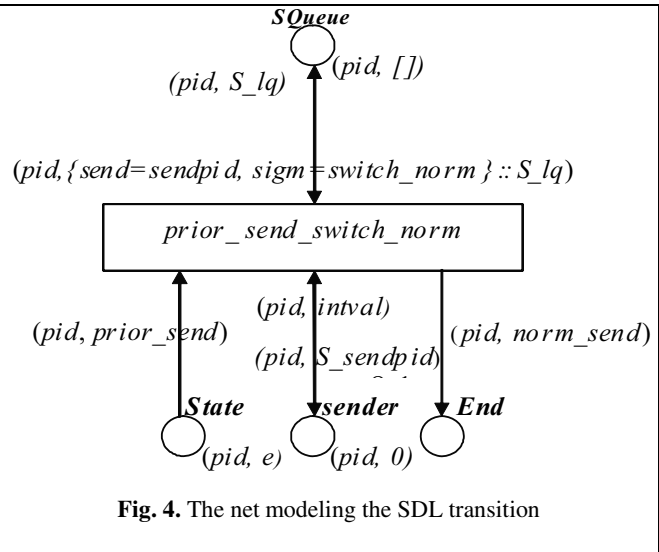 SQueue
(pid, S_lq)
(pid, [])
(pid,{send=sendpid, sigm=switch_norm}::S_lq)
prior_send_switch_norm
(pid, prior_send)
(pid, intval)
(pid, S_sendpid)
(pid, norm_send)
State
sender
End
(pid, e)
(pid, 0)
Fig. 4. The net modeling the SDL transition